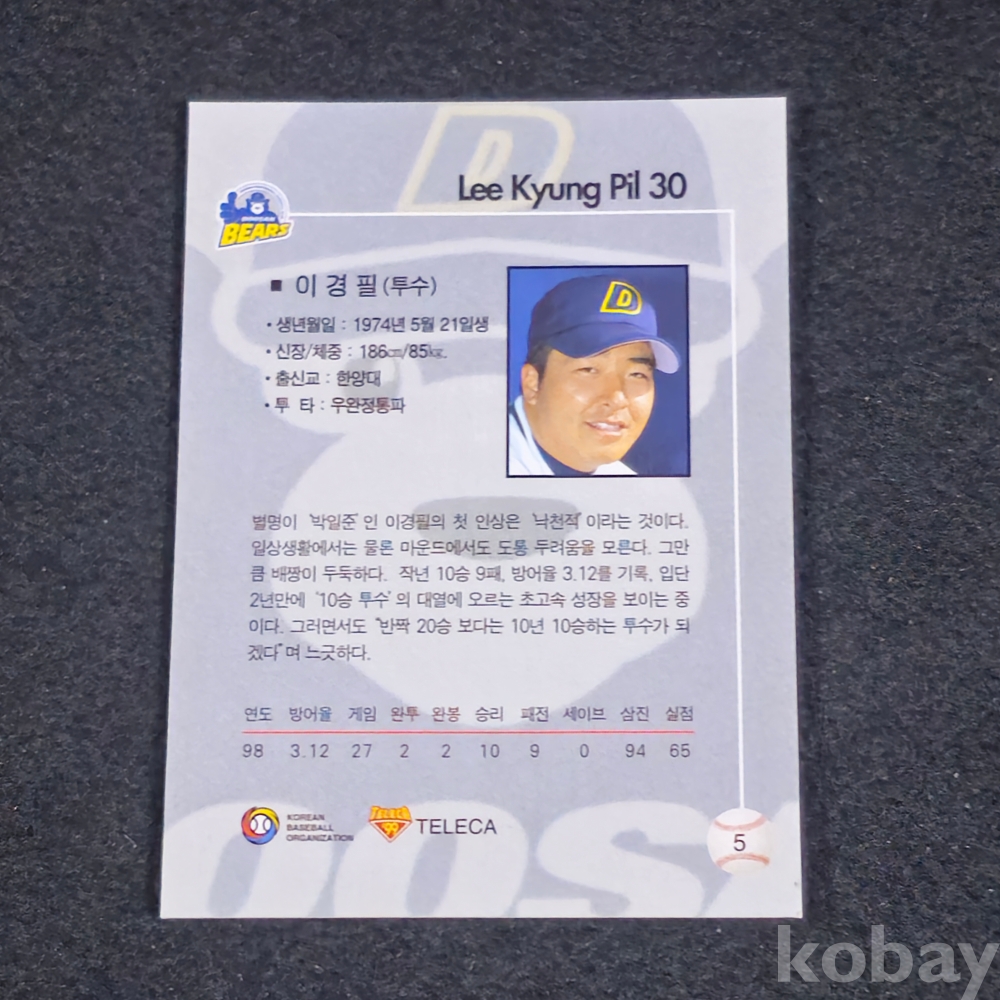 D
Lee Kyung Pil 30
DOOSAN
BEARS
■ 이 경 필 (투수)
• 생년월일 : 1974년 5월 21일생
• 신장/체중 : 186㎝/85㎏.
• 출신교 : 한양대
• 투 타 : 우완정통파
D
별명이 '박일준' 인 이경필의 첫 인상은 '낙천적' 이라는 것이다.
일상생활에서는 물론 마운드에서도 도통 두려움을 모른다. 그만
큼 배짱이 두둑하다. 작년 10승 9패, 방어율 3.12를 기록, 입단
2년만에 '10승 투수' 의 대열에 오르는 초고속 성장을 보이는 중
이다. 그러면서도 "반짝 20승 보다는 10년 10승하는 투수가 되
겠다" 며 느긋하다.
연도 방어율 게임 완투 완봉 승리 패전 세이브 삼진 실점
98 3.12 27 2 2 10 9 0 94 65
KOREAN
BASEBALL
ORGANIZATION
Teleca
99
TELECA
5
oos
kobay